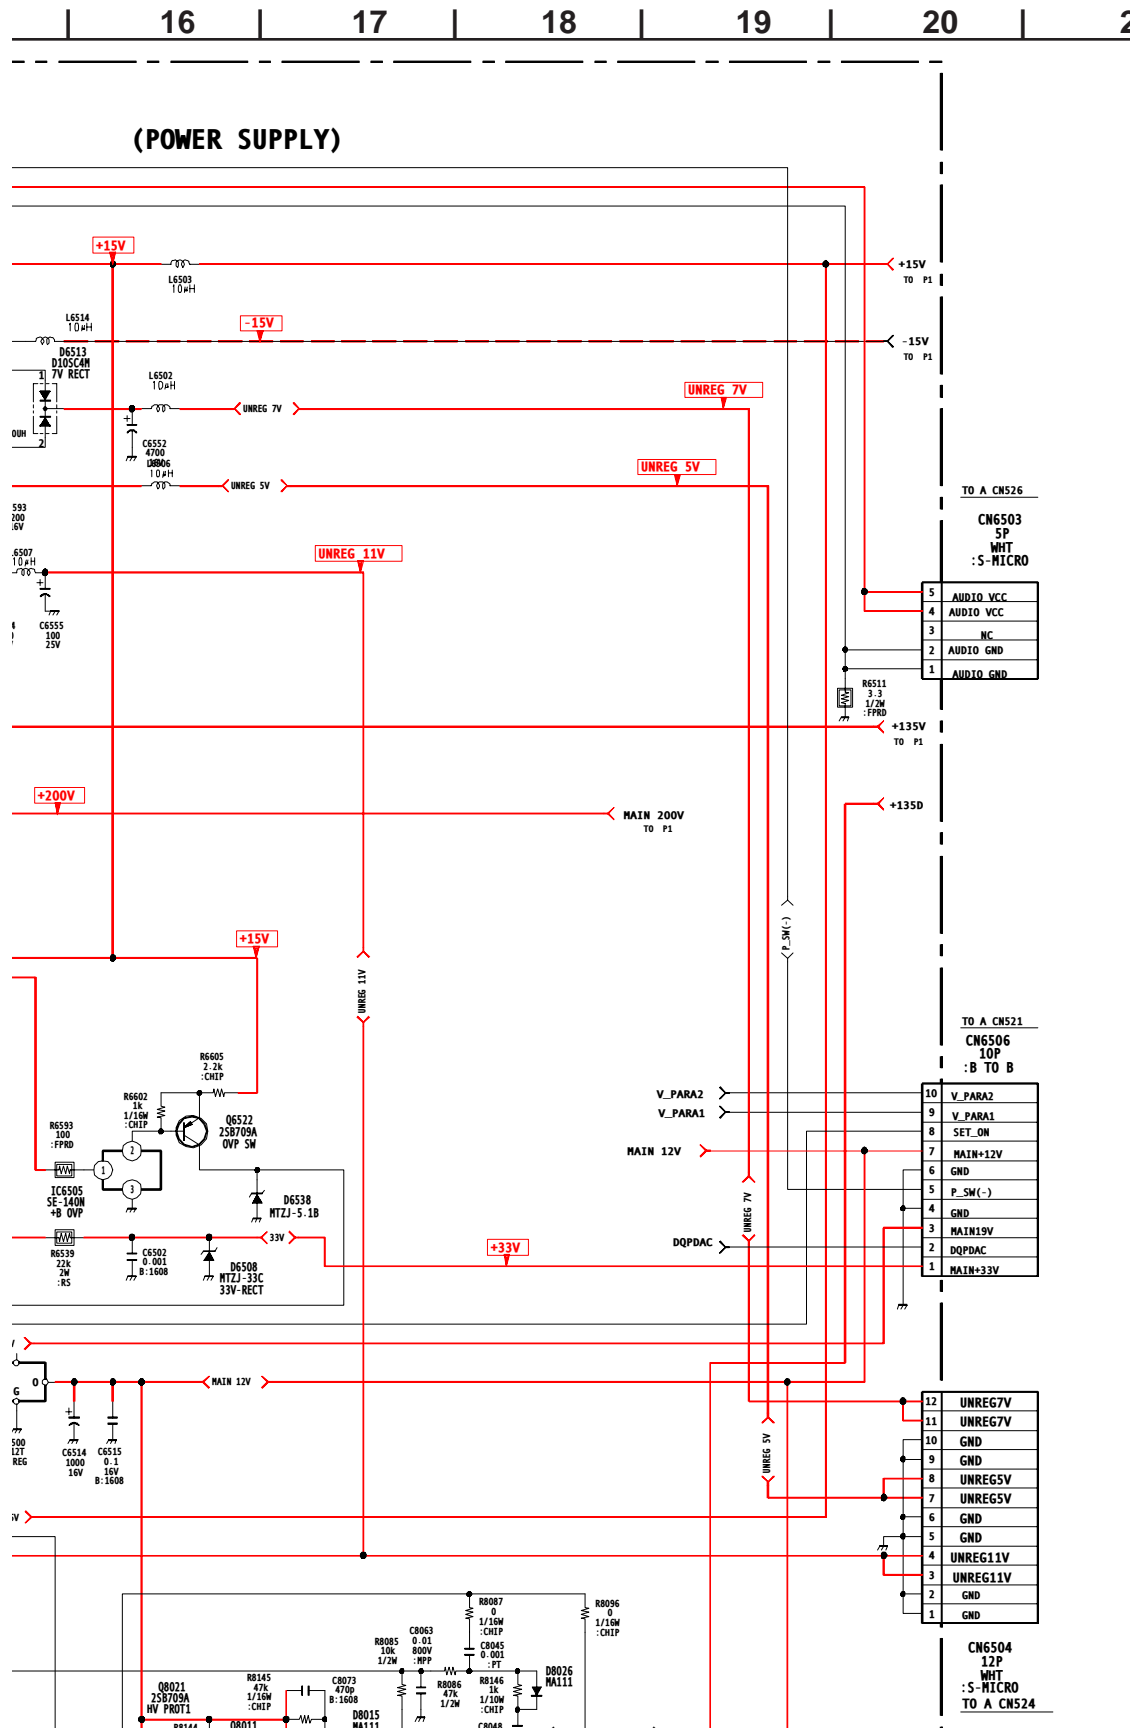 16 17 18 19 20
(POWER SUPPLY)
+15V
L6503
10μH
+15V
TO P1
L6514
10μH
-15V
-15V
TO P1
D6513
D10SC4M
7V RECT
1
2
L6502
10μH
UNREG 7V
UNREG 7V
C6552
4700
L6506
10μH
UNREG 5V
UNREG 5V
TO A CN526
CN6503
5P
WHT
:S-MICRO
UNREG 11V
10μH
C6555
100
25V
5 AUDIO VCC
4 AUDIO VCC
3 NC
2 AUDIO GND
1 AUDIO GND
R6511
3.3
1/2W
:FPRD
+135V
TO P1
+200V
MAIN 200V
TO P1
+135D
P_SW(-)
+15V
UNREG 11V
TO A CN521
CN6506
10P
:B TO B
R6605
2.2k
:CHIP
R6602
1k
1/16W
:CHIP
Q6522
2SB709A
OVP SW
R6593
100
:FPRD
1
2
3
IC6505
SE-140N
+B OVP
D6538
MTZJ-5.1B
V_PARA2
V_PARA1
MAIN 12V
UNREG 7V
DQPDAC
10 V_PARA2
9 V_PARA1
8 SET_ON
7 MAIN+12V
6 GND
5 P_SW(-)
4 GND
3 MAIN19V
2 DQPDAC
1 MAIN+33V
R6539
22k
2W
:RS
C6502
0.001
B:1608
33V
D6508
MTZJ-33C
33V-RECT
+33V
O
G
MAIN 12V
C6514
1000
16V
C6515
0.1
16V
B:1608
UNREG 5V
12 UNREG7V
11 UNREG7V
10 GND
9 GND
8 UNREG5V
7 UNREG5V
6 GND
5 GND
4 UNREG11V
3 UNREG11V
2 GND
1 GND
CN6504
12P
WHT
:S-MICRO
TO A CN524
R8087
0
1/16W
:CHIP
R8096
0
1/16W
:CHIP
R8085
10k
1/2W
C8063
0.01
800V
:MPP
C8045
0.001
:PT
R8086
47k
1/2W
R8146
1k
1/10W
:CHIP
D8026
MA111
Q8021
2SB709A
HV PROT1
R8145
47k
1/16W
:CHIP
C8073
470p
B:1608
D8015
MA111
R8144
Q8011
C8048